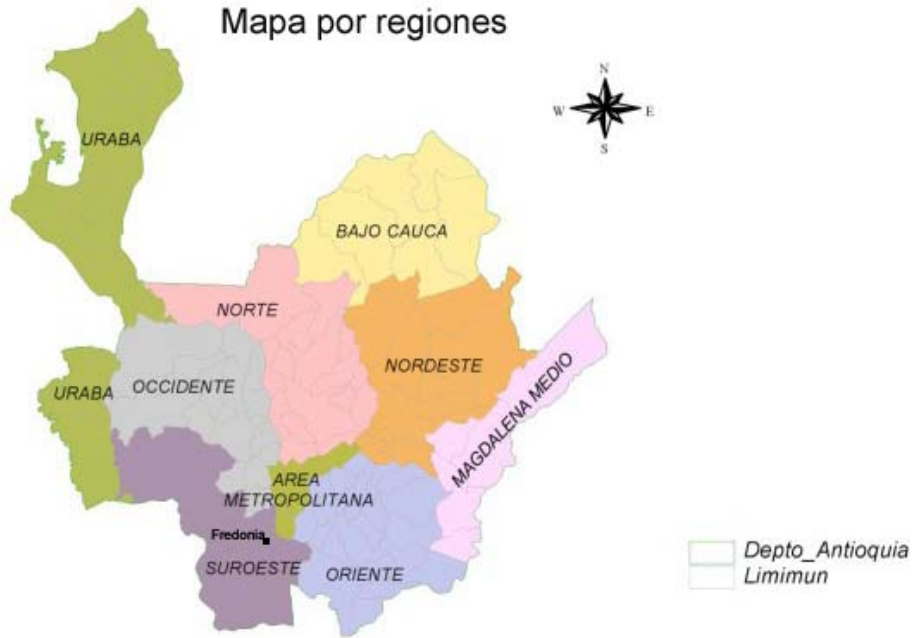 Mapa por regiones
N
W E
S
URABA
BAJO CAUCA
NORTE
NORDESTE
URABA
OCCIDENTE
MAGDALENA MEDIO
AREA
METROPOLITANA
Fredonia
SUROESTE
ORIENTE
Depto_Antioquia
Limimun